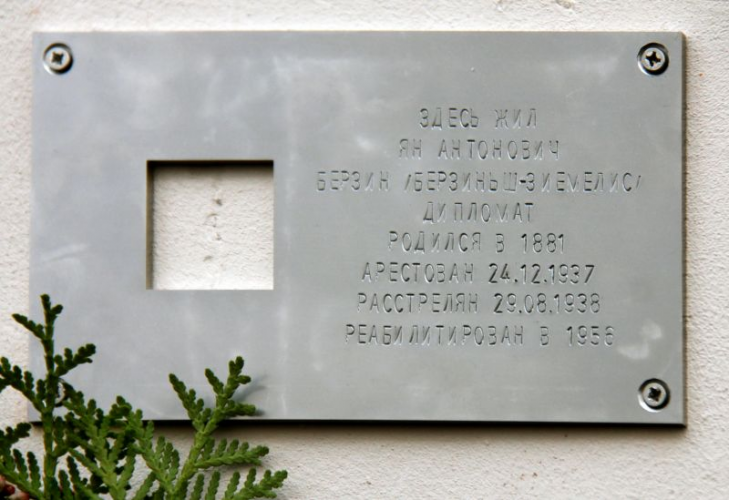 ЗДЕСЬ ЖИЛ
ЯН АНТОНОВИЧ
БЕРЗИН /БЕРЗИНЬШ-ЗИЕМЕЛИС/
ДИПЛОМАТ
РОДИЛСЯ В 1881
АРЕСТОВАН 24.12.1937
РАССТРЕЛЯН 29.08.1938
РЕАБИЛИТИРОВАН В 1956